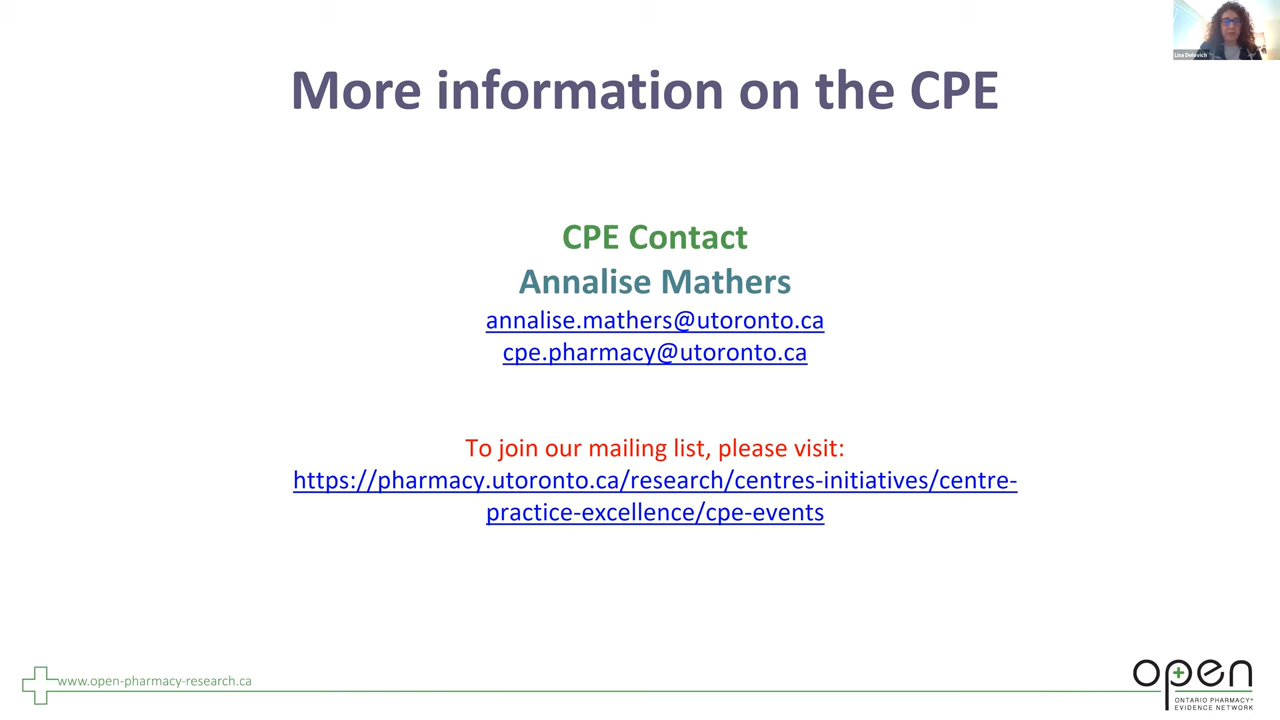 Lisa Dolovich
More information on the CPE
CPE Contact
Annalise Mathers
annalise.mathers@utoronto.ca
cpe.pharmacy@utoronto.ca
To join our mailing list, please visit:
https://pharmacy.utoronto.ca/research/centres-initiatives/centre-
practice-excellence/cpe-events
www.open-pharmacy-research.ca
open
ONTARIO PHARMACY+
EVIDENCE NETWORK